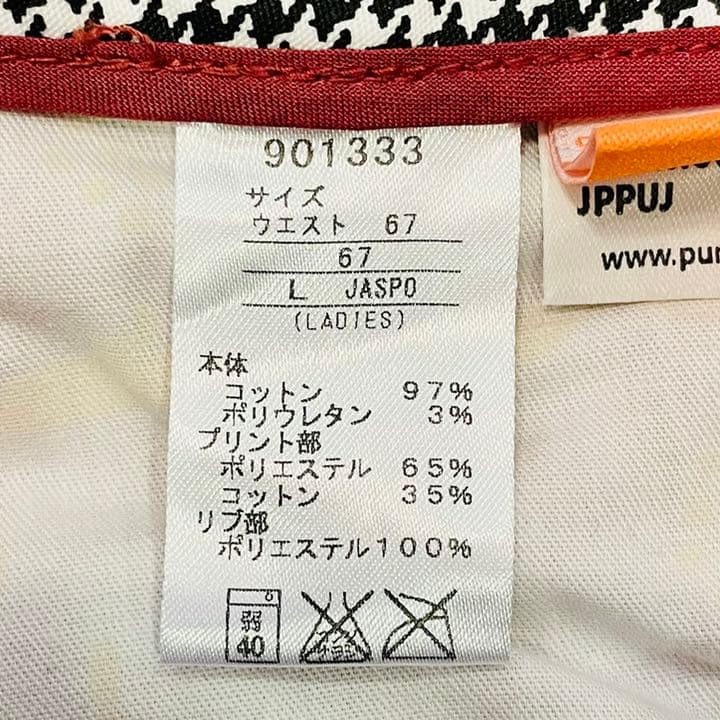 901333
サイズ
ウエスト 67
67
L JASPO
(LADIES)
本体
コットン 97%
ポリウレタン 3%
プリント部
ポリエステル 65%
コットン 35%
リブ部
ポリエステル100%
弱
40
JPPUJ
www.pu